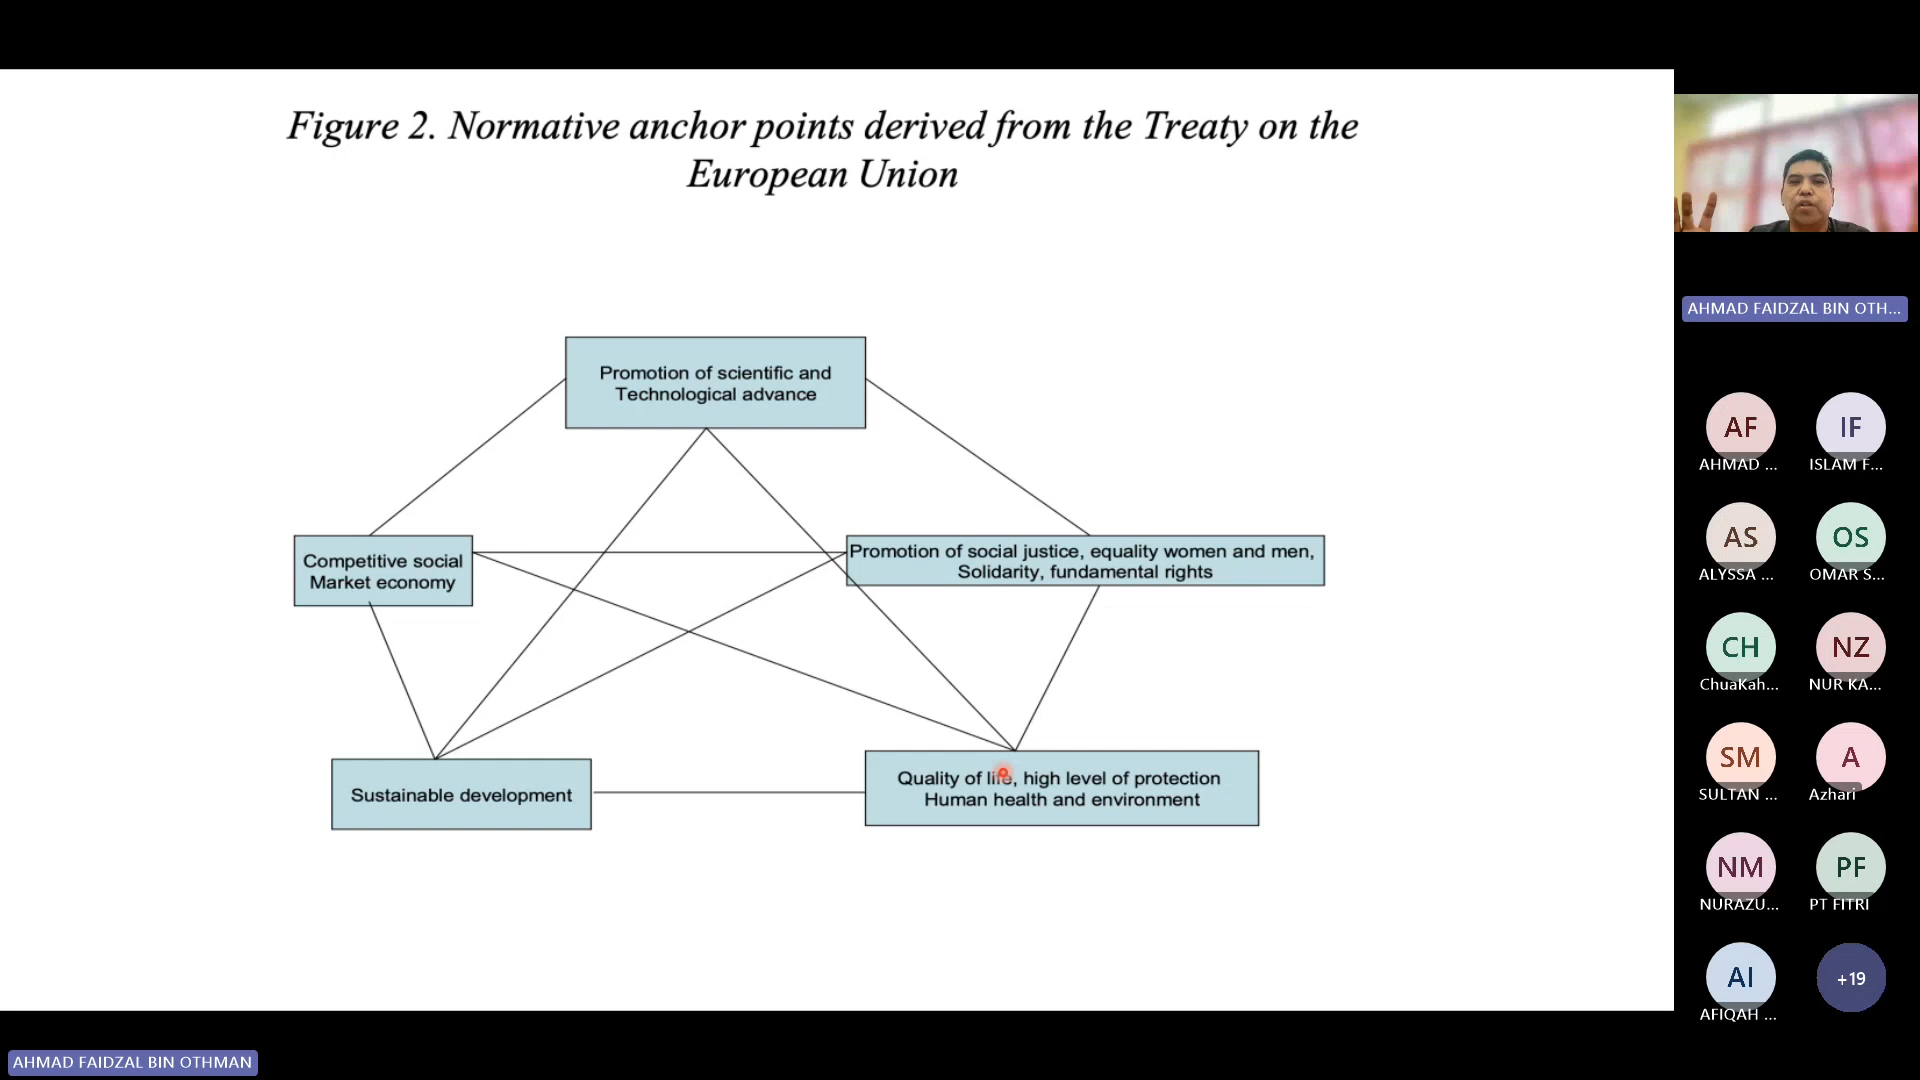 Figure 2. Normative anchor points derived from the Treaty on the
European Union
Promotion of scientific and
Technological advance
Competitive social
Market economy
Promotion of social justice, equality women and men,
Solidarity, fundamental rights
Sustainable development
Quality of life, high level of protection
Human health and environment
AHMAD FAIDZAL BIN OTH...
AF
AHMAD ...
IF
ISLAM F...
AS
ALYSSA ...
OS
OMAR S...
CH
ChuaKah...
NZ
NUR KA...
SM
SULTAN ...
A
Azhari
NM
NURAZU...
PF
PT FITRI
AI
AFIQAH ...
+19
AHMAD FAIDZAL BIN OTHMAN